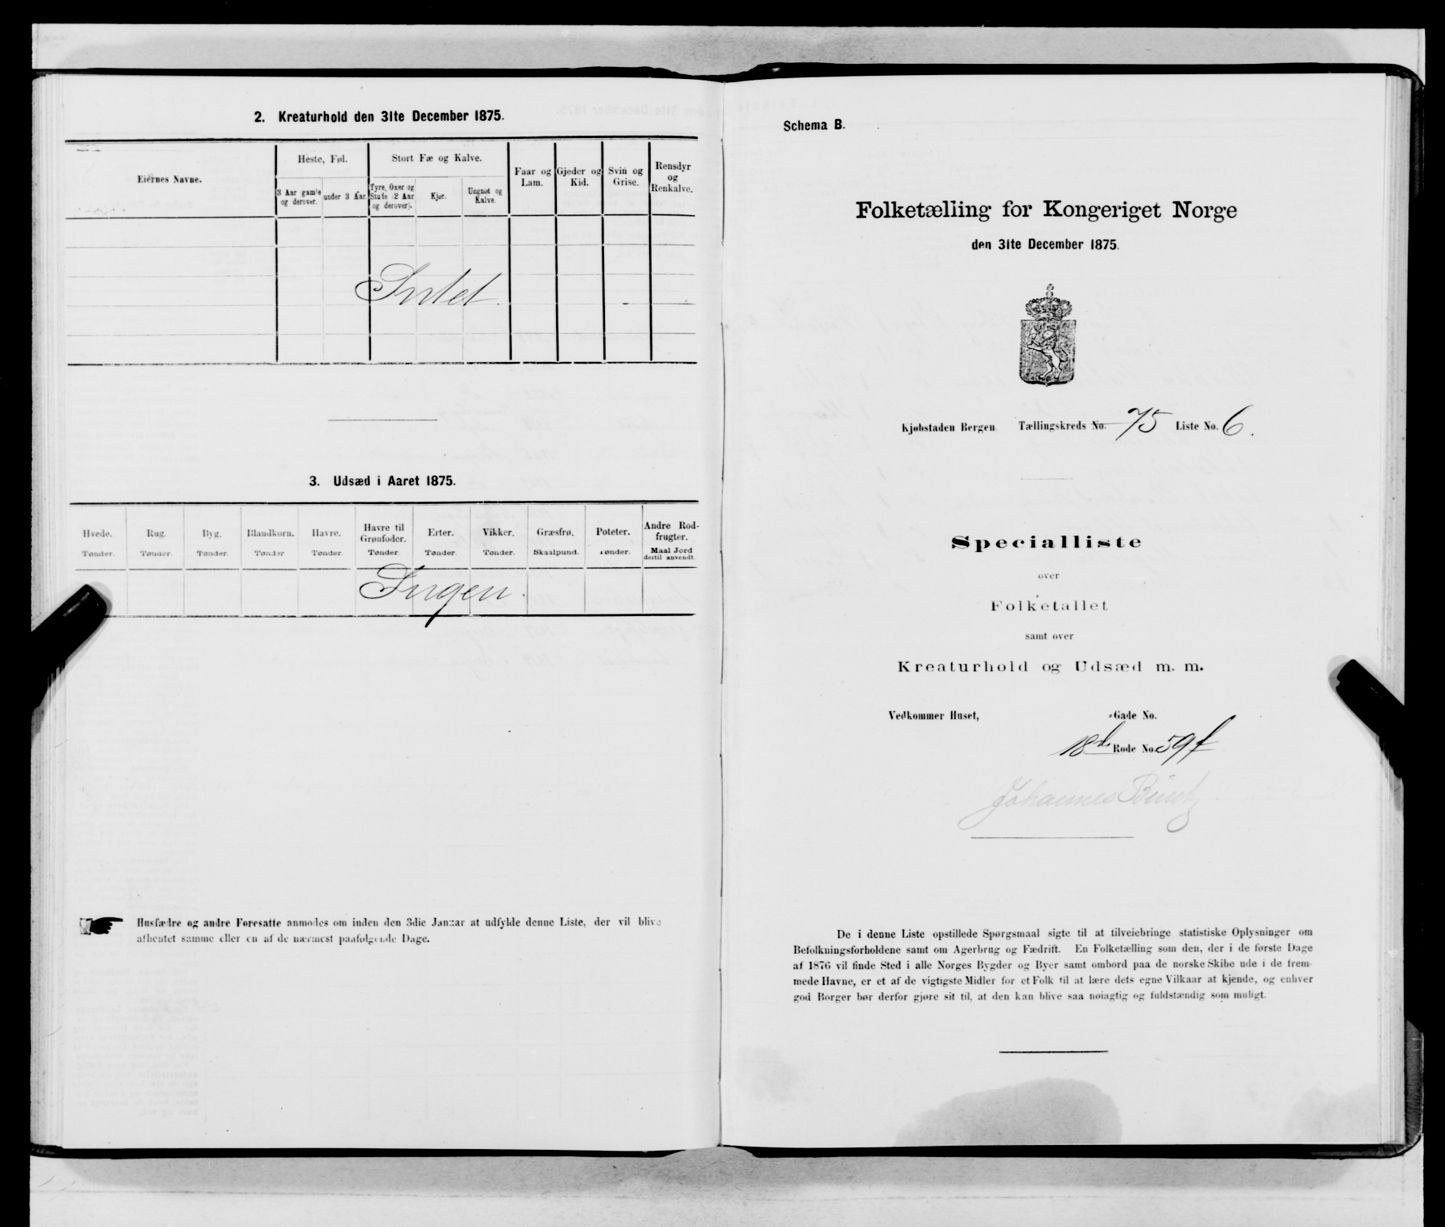 2. Kreaturhold den 31te December 1875.
Eiernes Navne.
Heste, Føl.
Stort Fæ og Kalve.
Faar og Lam.
Gjeder og Kid.
Svin og Grise.
Rensdyr og Renkalve.
3 Aar gamle og derover.
under 3 Aar.
Tyre, Oxer og Stude (2 Aar og derover).
Kjør.
Ungnøt og Kalve.
Intet.
3. Udsæd i Aaret 1875.
Hvede. Rug. Byg. Blandkorn. Havre. Havre til Grønfoder. Erter. Vikker. Græsfrø. Poteter. Andre Rodfrugter.
Tønder. Tønder. Tønder. Tønder Tønder. Tønder. Tønder. Tønder. Skaalpund. Tønder. Maal Jord dertil anvendt.
Ingen.
Husfædre og andre Foresatte anmodes om inden den 3die Januar at udfylde denne Liste, der vil blive
afhentet samme eller en af de nærmest paafølgende Dage.
Schema B.
Folketælling for Kongeriget Norge
den 31te December 1875.
Kjøbstaden Bergen Tællingskreds No. 75 Liste No. 6.
Specialliste
over
Folketallet
samt over
Kreaturhold og Udsæd m. m.
Vedkommer Huset, Gade No.
18de Rode No. 59f
Johannes
De i denne Liste opstillede Spørgsmaal sigte til at tilveiebringe statistiske Oplysninger om
Befolkningsforholdene samt om Agerbrug og Fædrift. En Folketælling som den, der i de første Dage
af 1876 vil finde Sted i alle Norges Bygder og Byer samt ombord paa de norske Skibe ude i de frem-
mede Havne, er et af de vigtigste Midler for et Folk til at lære dets egne Vilkaar at kjende, og enhver
god Borger bør derfor gjøre sit til, at den kan blive saa nøiagtig og fuldstændig som muligt.